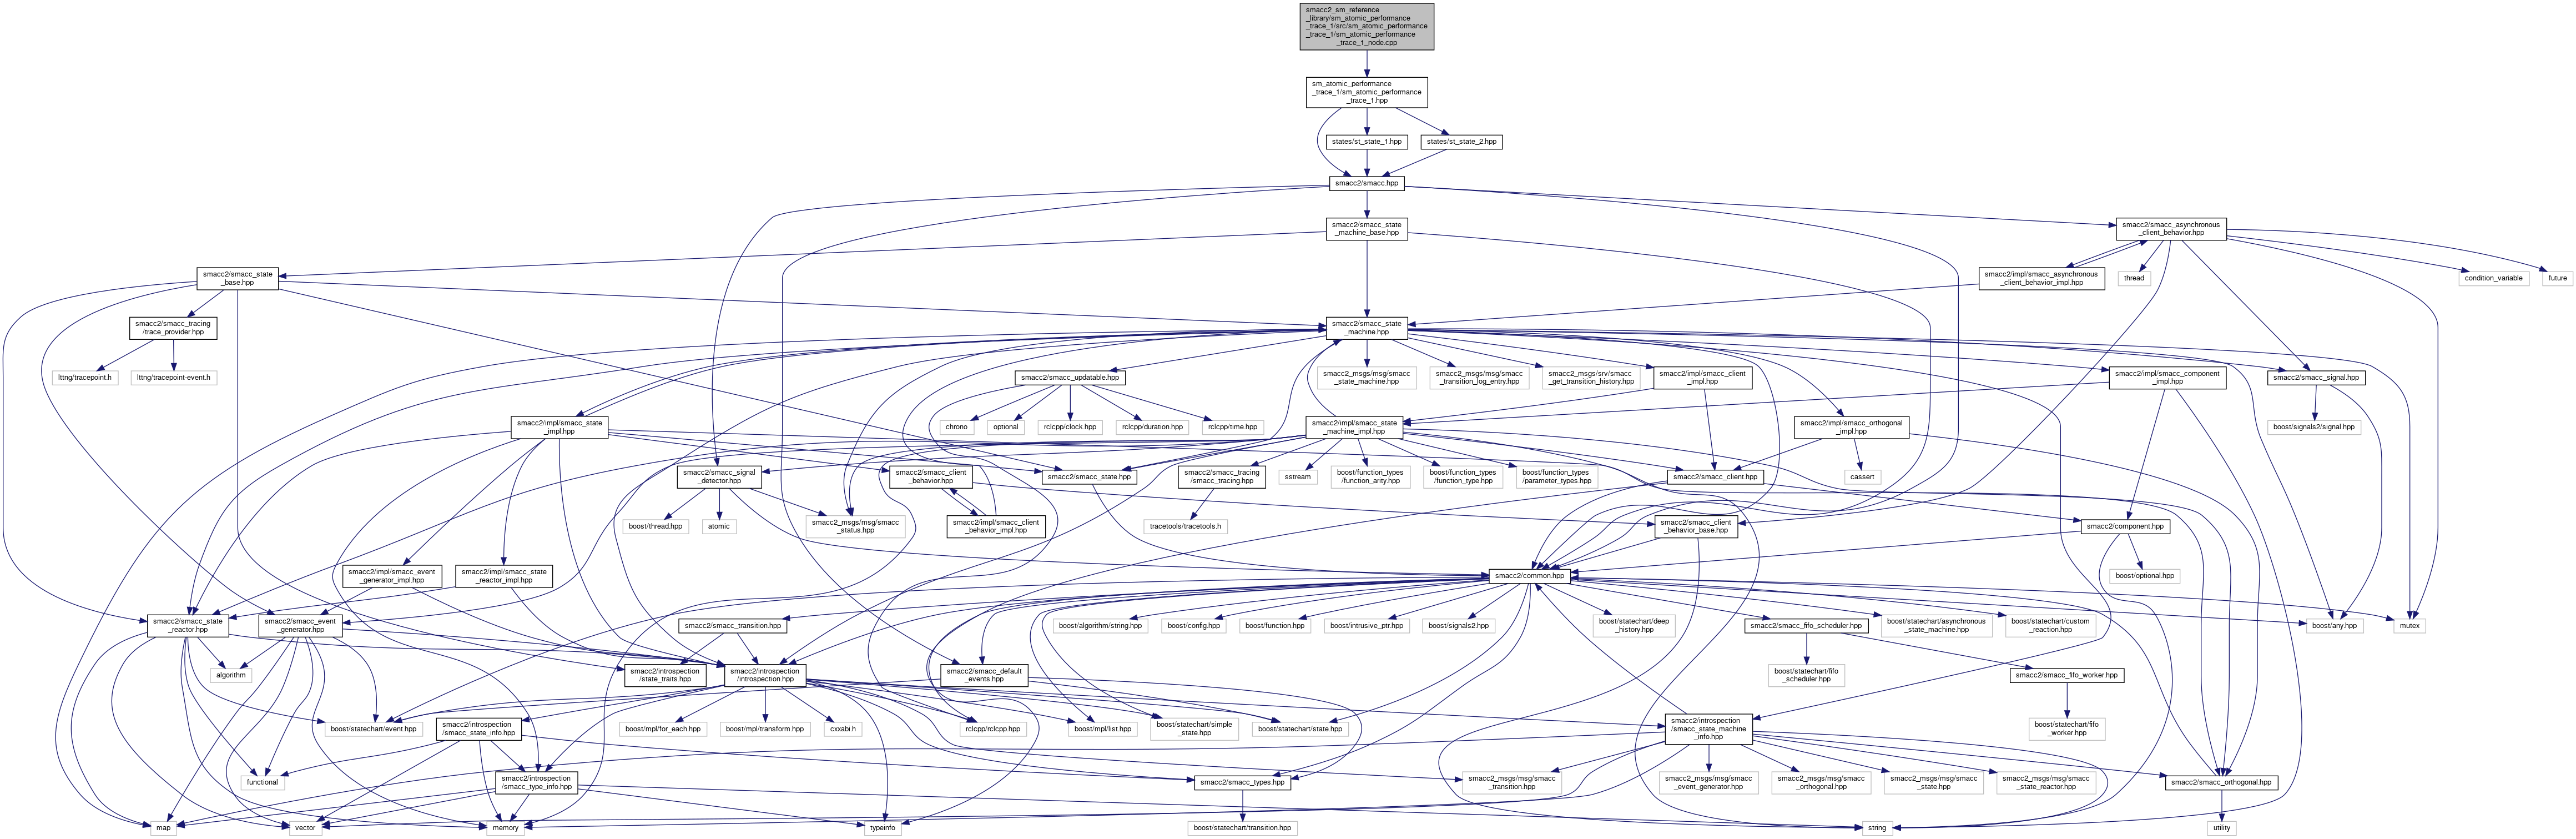 smacc2_sm_reference
_library/sm_atomic_performance
_trace_1/src/sm_atomic_performance
_trace_1/sm_atomic_performance
_trace_1_node.cpp
sm_atomic_performance
_trace_1/sm_atomic_performance
_trace_1.hpp
states/st_state_1.hpp
states/st_state_2.hpp
smacc2/smacc.hpp
smacc2/smacc_state
_machine_base.hpp
smacc2/smacc_asynchronous
_client_behavior.hpp
smacc2/smacc_state
_base.hpp
smacc2/impl/smacc_asynchronous
_client_behavior_impl.hpp
thread
condition_variable
future
smacc2/smacc_tracing
/trace_provider.hpp
smacc2/smacc_state
_machine.hpp
lttng/tracepoint.h
lttng/tracepoint-event.h
smacc2/smacc_updatable.hpp
smacc2_msgs/msg/smacc
_state_machine.hpp
smacc2_msgs/msg/smacc
_transition_log_entry.hpp
smacc2_msgs/srv/smacc
_get_transition_history.hpp
smacc2/impl/smacc_client
_impl.hpp
smacc2/impl/smacc_component
_impl.hpp
smacc2/smacc_signal.hpp
smacc2/impl/smacc_state
_impl.hpp
chrono
optional
rclcpp/clock.hpp
rclcpp/duration.hpp
rclcpp/time.hpp
smacc2/impl/smacc_state
_machine_impl.hpp
smacc2/impl/smacc_orthogonal
_impl.hpp
boost/signals2/signal.hpp
smacc2/smacc_signal
_detector.hpp
smacc2/smacc_client
_behavior.hpp
smacc2/smacc_state.hpp
smacc2/smacc_tracing
/smacc_tracing.hpp
sstream
boost/function_types
/function_arity.hpp
boost/function_types
/function_type.hpp
boost/function_types
/parameter_types.hpp
smacc2/smacc_client.hpp
cassert
boost/thread.hpp
atomic
smacc2_msgs/msg/smacc
_status.hpp
smacc2/impl/smacc_client
_behavior_impl.hpp
tracetools/tracetools.h
smacc2/smacc_client
_behavior_base.hpp
smacc2/component.hpp
smacc2/impl/smacc_event
_generator_impl.hpp
smacc2/impl/smacc_state
_reactor_impl.hpp
smacc2/common.hpp
boost/optional.hpp
smacc2/smacc_state
_reactor.hpp
smacc2/smacc_event
_generator.hpp
smacc2/smacc_transition.hpp
boost/algorithm/string.hpp
boost/config.hpp
boost/function.hpp
boost/intrusive_ptr.hpp
boost/signals2.hpp
boost/statechart/deep
_history.hpp
smacc2/smacc_fifo_scheduler.hpp
boost/statechart/asynchronous
_state_machine.hpp
boost/statechart/custom
_reaction.hpp
boost/any.hpp
mutex
algorithm
smacc2/introspection
/state_traits.hpp
smacc2/introspection
/introspection.hpp
smacc2/smacc_default
_events.hpp
boost/statechart/fifo
_scheduler.hpp
smacc2/smacc_fifo_worker.hpp
boost/statechart/event.hpp
smacc2/introspection
/smacc_state_info.hpp
boost/mpl/for_each.hpp
boost/mpl/transform.hpp
cxxabi.h
rclcpp/rclcpp.hpp
boost/mpl/list.hpp
boost/statechart/simple
_state.hpp
boost/statechart/state.hpp
smacc2/introspection
/smacc_state_machine
_info.hpp
boost/statechart/fifo
_worker.hpp
functional
smacc2/introspection
/smacc_type_info.hpp
smacc2/smacc_types.hpp
smacc2_msgs/msg/smacc
_transition.hpp
smacc2_msgs/msg/smacc
_event_generator.hpp
smacc2_msgs/msg/smacc
_orthogonal.hpp
smacc2_msgs/msg/smacc
_state.hpp
smacc2_msgs/msg/smacc
_state_reactor.hpp
smacc2/smacc_orthogonal.hpp
map
vector
memory
typeinfo
boost/statechart/transition.hpp
string
utility